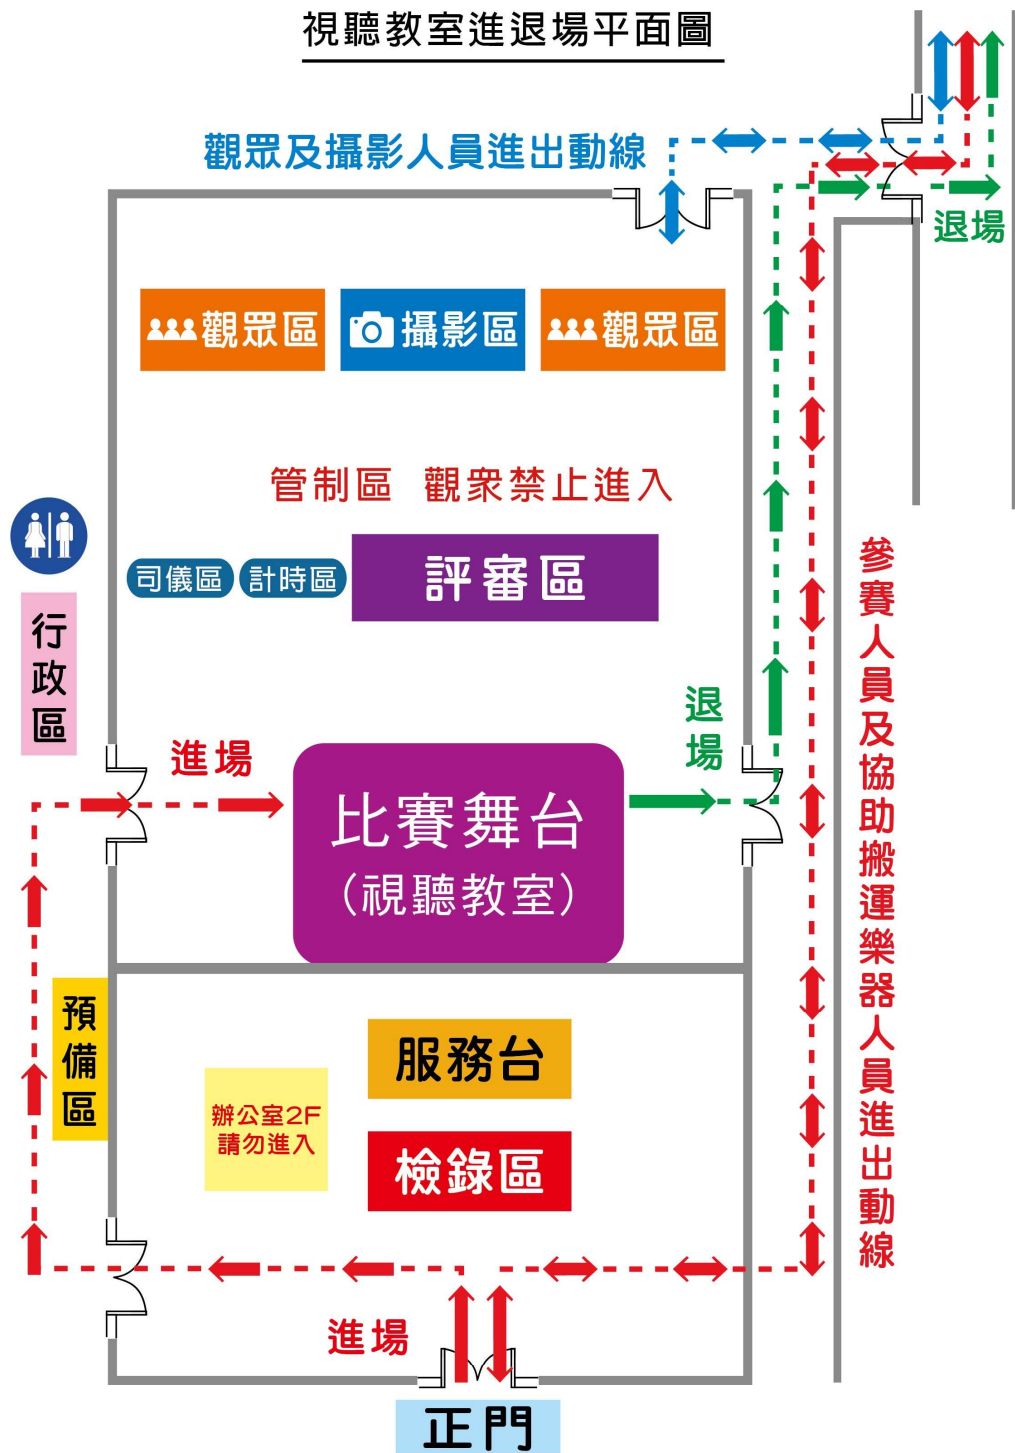 視聽教室進退場平面圖
觀眾及攝影人員進出動線
退場
觀眾區
攝影區
觀眾區
管制區 觀眾禁止進入
司儀區
計時區
評審區
行政區
參賽人員及協助搬運樂器人員進出動線
退場
進場
比賽舞台
(視聽教室)
預備區
服務台
辦公室2F
請勿進入
檢錄區
進場
正門